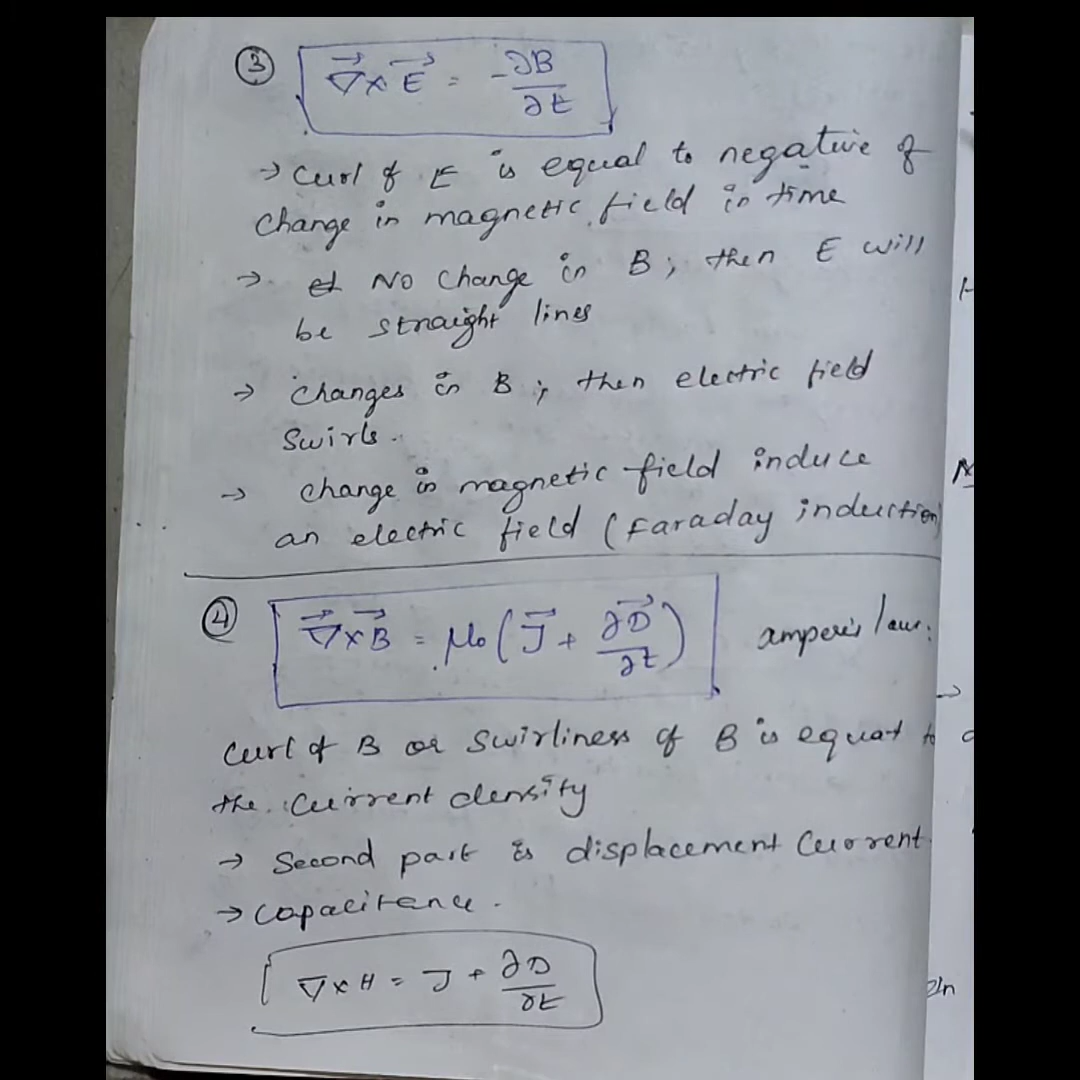 ③ ∇⃗ × E⃗ = -∂B/∂t
→ Curl of E is equal to negative of
change in magnetic field in time
→ No change in B; then E will
be straight lines
→ changes in B; then electric field
swirls.
→ change in magnetic field induce
an electric field (Faraday induction)
④ ∇⃗ × B⃗ = μ₀ (J⃗ + ∂D⃗/∂t) ampere's law:
Curl of B or swirliness of B is equal to
the current density
→ Second part is displacement current
→ Capacitance.
∇ × H = J + ∂D/∂t